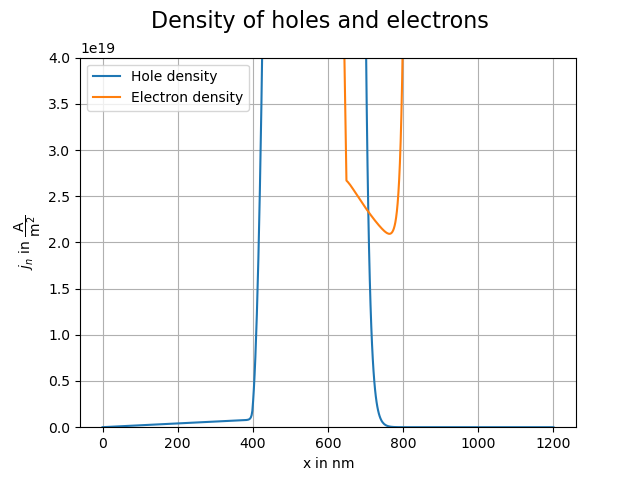 Density of holes and electrons
1e19
Hole density
Electron density
4.0
3.5
3.0
2.5
2.0
1.5
1.0
0.5
0.0
j_n in A/m²
0 200 400 600 800 1000 1200
x in nm